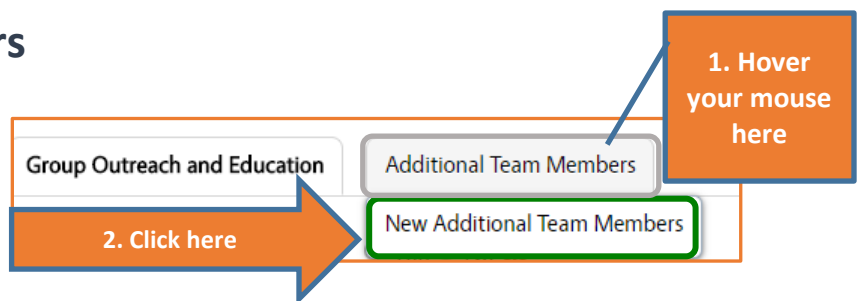 rs
1. Hover
your mouse
here
Group Outreach and Education
Additional Team Members
2. Click here
New Additional Team Members